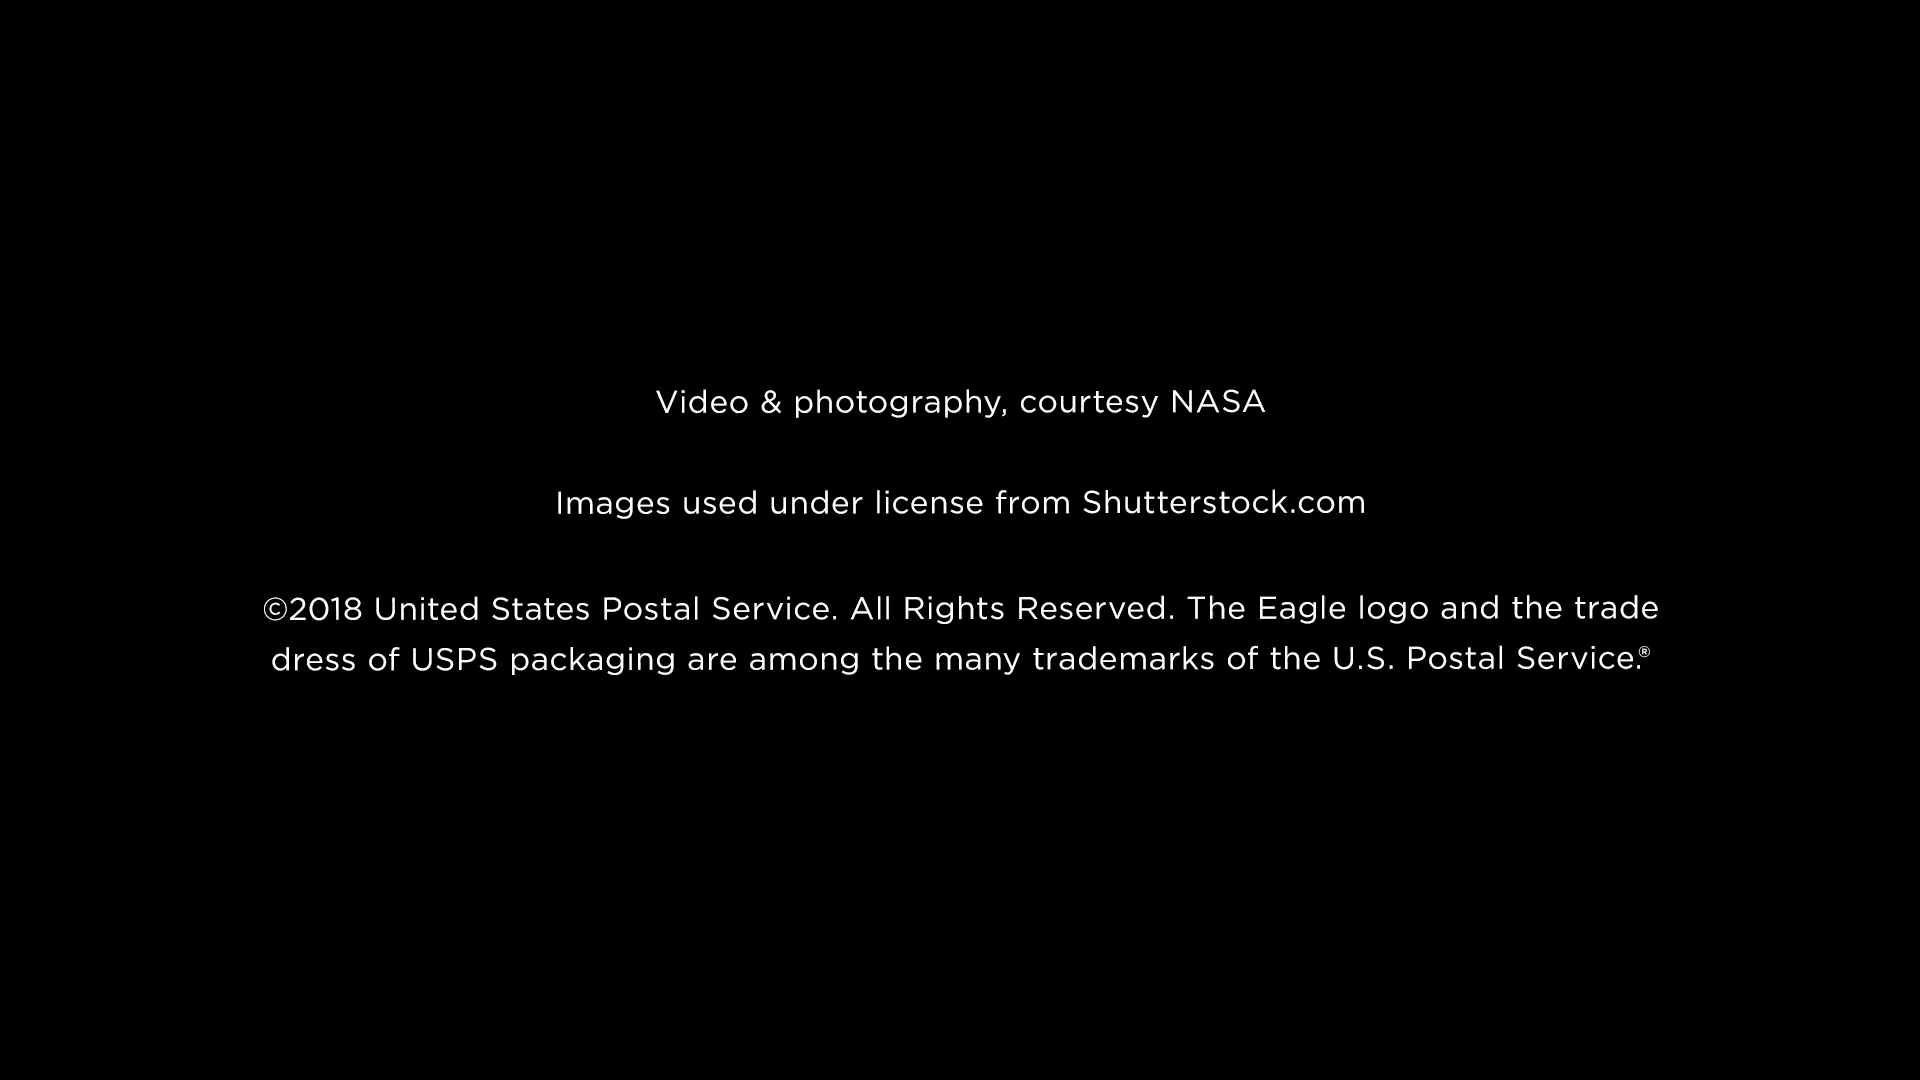 Video & photography, courtesy NASA
Images used under license from Shutterstock.com
©2018 United States Postal Service. All Rights Reserved. The Eagle logo and the trade
dress of USPS packaging are among the many trademarks of the U.S. Postal Service.®